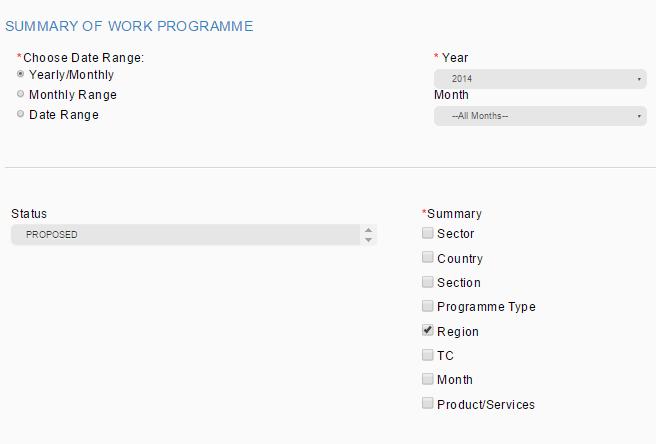 SUMMARY OF WORK PROGRAMME
*Choose Date Range:
Yearly/Monthly
Monthly Range
Date Range
* Year
2014
Month
--All Months--
Status
PROPOSED
*Summary
Sector
Country
Section
Programme Type
Region
TC
Month
Product/Services